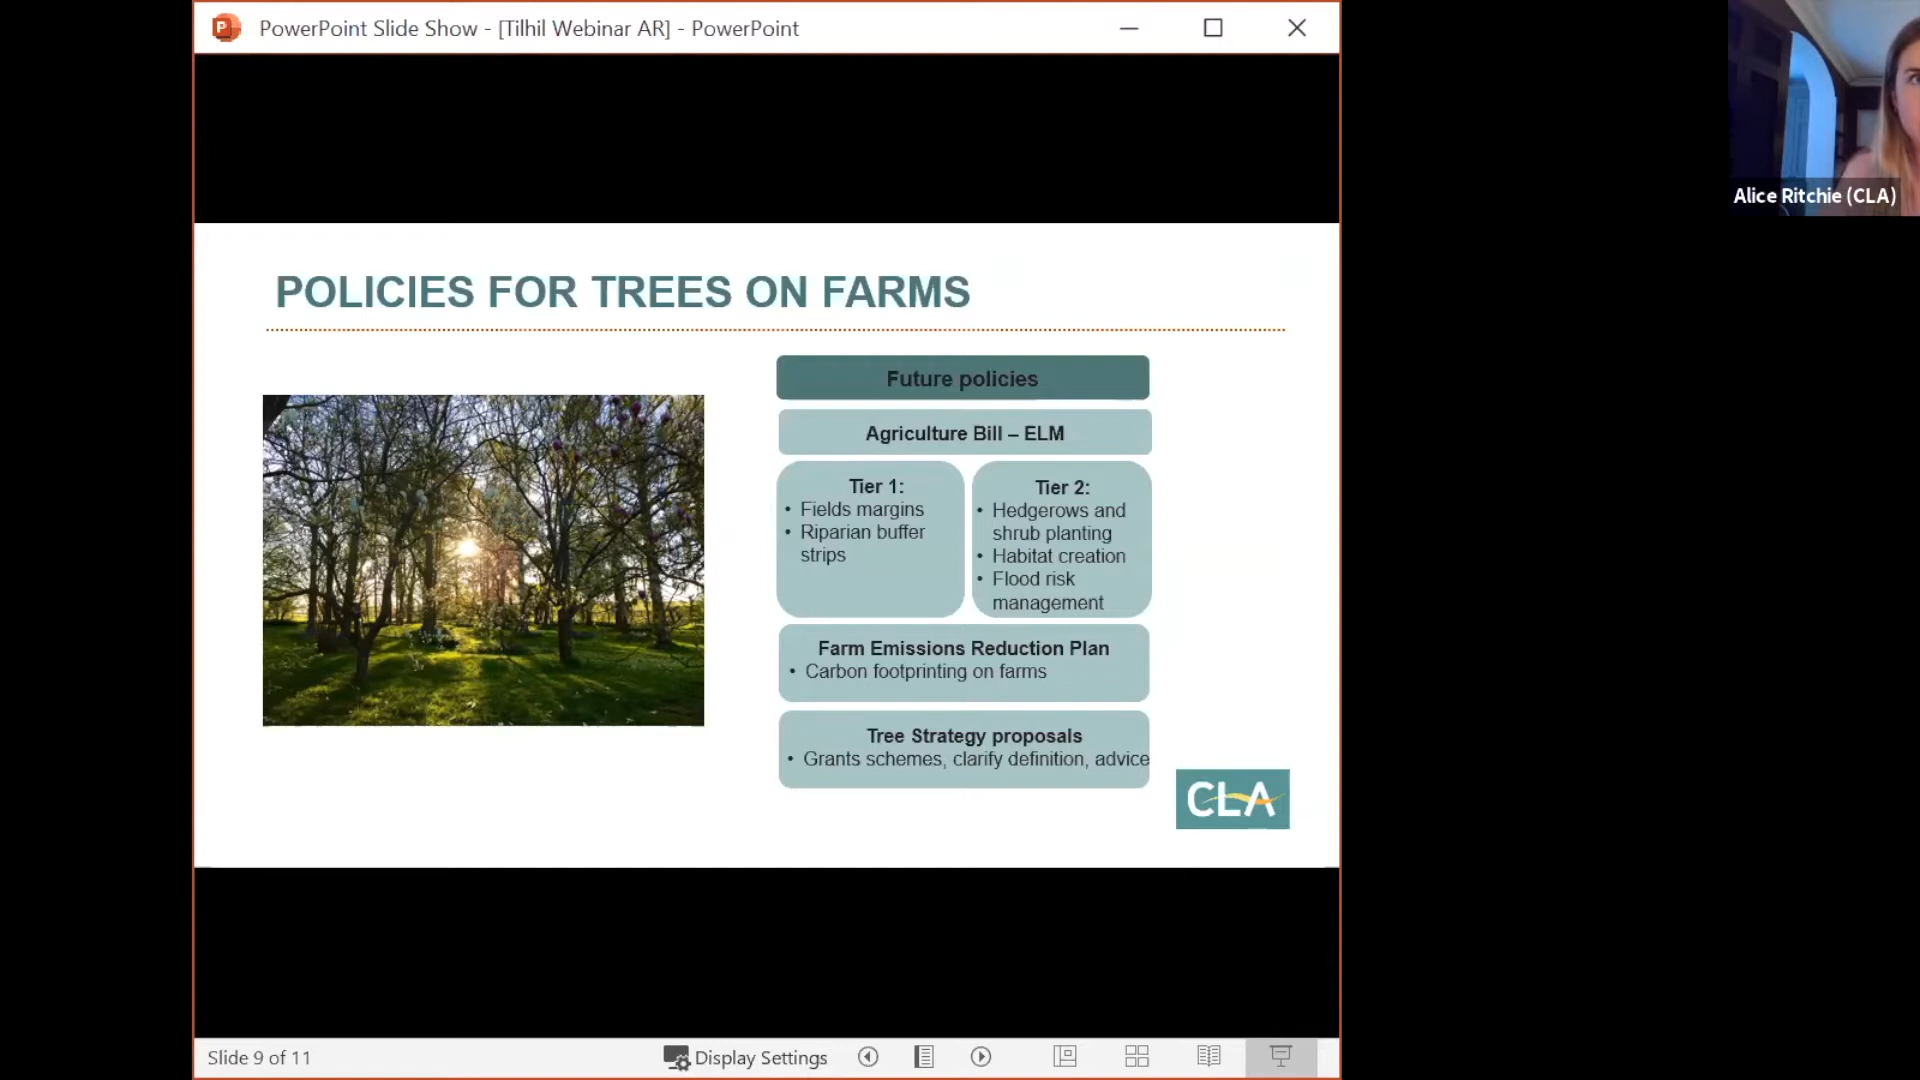 PowerPoint Slide Show - [Tilhil Webinar AR] - PowerPoint
Alice Ritchie (CLA)
POLICIES FOR TREES ON FARMS
Future policies
Agriculture Bill – ELM
Tier 1:
• Fields margins
• Riparian buffer
strips
Tier 2:
• Hedgerows and
shrub planting
• Habitat creation
• Flood risk
management
Farm Emissions Reduction Plan
• Carbon footprinting on farms
Tree Strategy proposals
• Grants schemes, clarify definition, advice
CLA
Slide 9 of 11
Display Settings